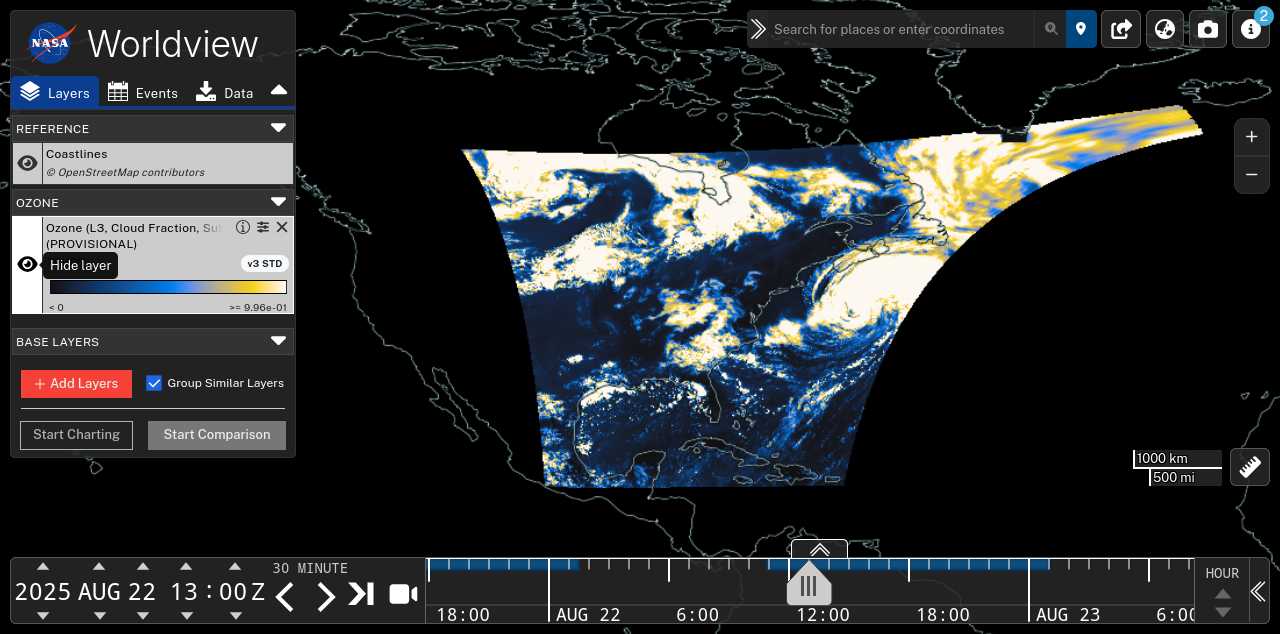 NASA Worldview
Search for places or enter coordinates
2
Layers Events Data
REFERENCE
Coastlines
© OpenStreetMap contributors
OZONE
Ozone (L3, Cloud Fraction, Su
(PROVISIONAL)
Hide layer
v3 STD
< 0 >= 9.96e-01
BASE LAYERS
+ Add Layers Group Similar Layers
Start Charting Start Comparison
+
−
1000 km
500 mi
2025 AUG 22 13 : 00 Z
30 MINUTE
18:00 AUG 22 6:00 12:00 18:00 AUG 23 6:00
HOUR